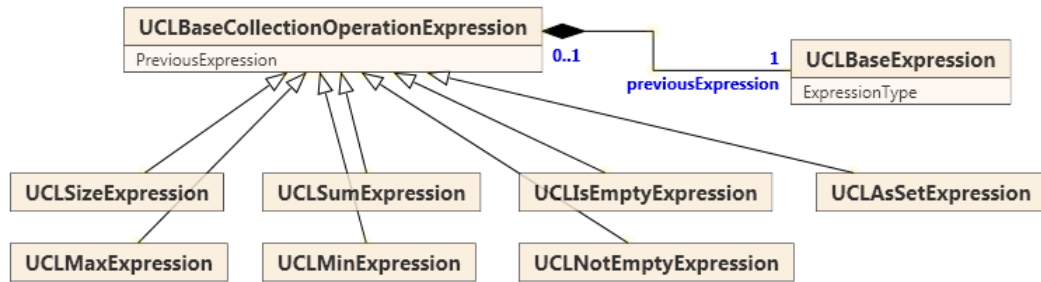 UCLBaseCollectionOperationExpression
PreviousExpression
0..1
1
previousExpression
UCLBaseExpression
ExpressionType
UCLSizeExpression
UCLSumExpression
UCLIsEmptyExpression
UCLAsSetExpression
UCLMaxExpression
UCLMinExpression
UCLNotEmptyExpression